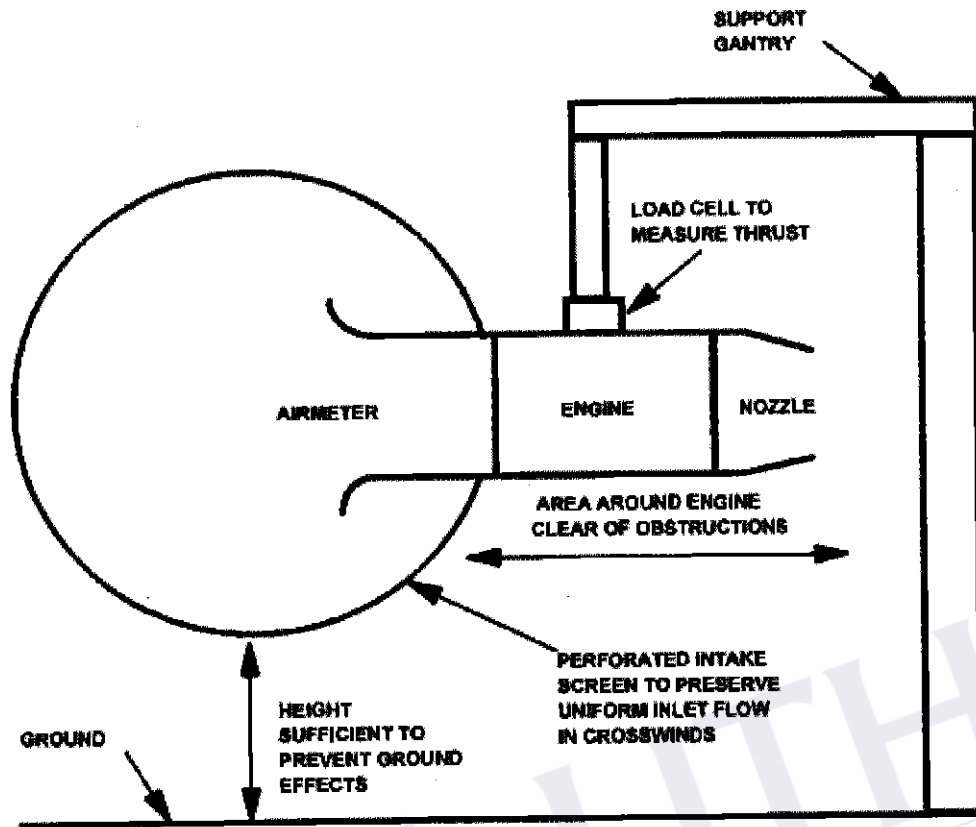 SUPPORT
GANTRY
LOAD CELL TO
MEASURE THRUST
AIRMETER
ENGINE
NOZZLE
AREA AROUND ENGINE
CLEAR OF OBSTRUCTIONS
PERFORATED INTAKE
SCREEN TO PRESERVE
UNIFORM INLET FLOW
IN CROSSWINDS
HEIGHT
SUFFICIENT TO
PREVENT GROUND
EFFECTS
GROUND